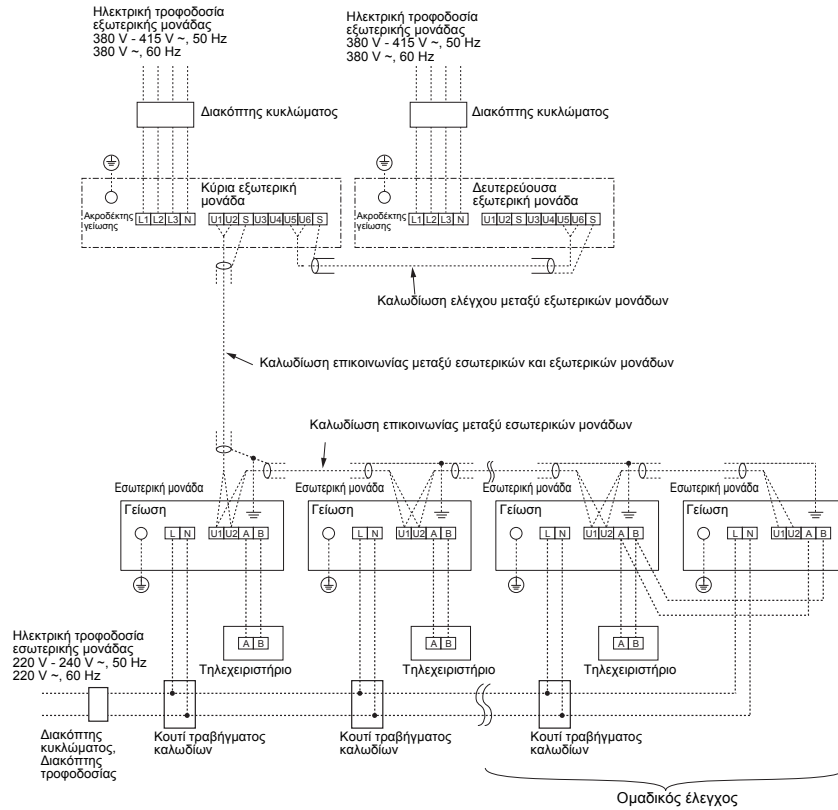 Ηλεκτρική τροφοδοσία
εξωτερικής μονάδας
380 V - 415 V ~, 50 Hz
380 V ~, 60 Hz
Ηλεκτρική τροφοδοσία
εξωτερικής μονάδας
380 V - 415 V ~, 50 Hz
380 V ~, 60 Hz
Διακόπτης κυκλώματος
Διακόπτης κυκλώματος
Κύρια εξωτερική
μονάδα
Ακροδέκτης
γείωσης
L1 L2 L3 N
U1 U2 S U3 U4 U5 U6 S
Δευτερεύουσα
εξωτερική μονάδα
Ακροδέκτης
γείωσης
L1 L2 L3 N
U1 U2 S U3 U4 U5 U6 S
Καλωδίωση ελέγχου μεταξύ εξωτερικών μονάδων
Καλωδίωση επικοινωνίας μεταξύ εσωτερικών και εξωτερικών μονάδων
Καλωδίωση επικοινωνίας μεταξύ εσωτερικών μονάδων
Εσωτερική μονάδα
Γείωση
L N
U1 U2 A B
Εσωτερική μονάδα
Γείωση
L N
U1 U2 A B
Εσωτερική μονάδα
Γείωση
L N
U1 U2 A B
Εσωτερική μονάδα
Γείωση
L N
U1 U2 A B
A B
Τηλεχειριστήριο
A B
Τηλεχειριστήριο
A B
Τηλεχειριστήριο
Ηλεκτρική τροφοδοσία
εσωτερικής μονάδας
220 V - 240 V ~, 50 Hz
220 V ~, 60 Hz
Διακόπτης
κυκλώματος,
Διακόπτης
τροφοδοσίας
Κουτί τραβήγματος
καλωδίων
Κουτί τραβήγματος
καλωδίων
Κουτί τραβήγματος
καλωδίων
Ομαδικός έλεγχος